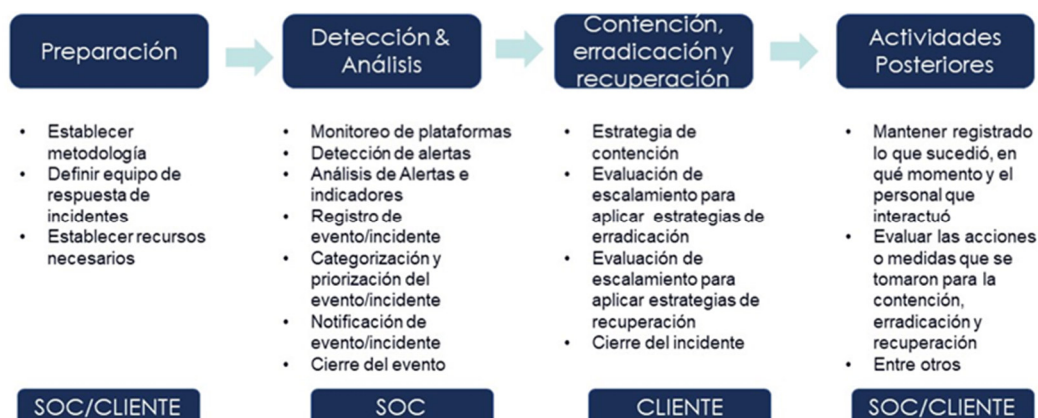 Preparación
• Establecer
metodología
• Definir equipo de
respuesta de
incidentes
• Establecer recursos
necesarios
SOC/CLIENTE
Detección &
Análisis
• Monitoreo de plataformas
• Detección de alertas
• Análisis de Alertas e
indicadores
• Registro de
evento/incidente
• Categorización y
priorización del
evento/incidente
• Notificación de
evento/incidente
• Cierre del evento
SOC
Contención,
erradicación y
recuperación
• Estrategia de
contención
• Evaluación de
escalamiento para
aplicar estrategias de
erradicación
• Evaluación de
escalamiento para
aplicar estrategias de
recuperación
• Cierre del incidente
CLIENTE
Actividades
Posteriores
• Mantener registrado
lo que sucedió, en
qué momento y el
personal que
interactuó
• Evaluar las acciones
o medidas que se
tomaron para la
contención,
erradicación y
recuperación
• Entre otros
SOC/CLIENTE